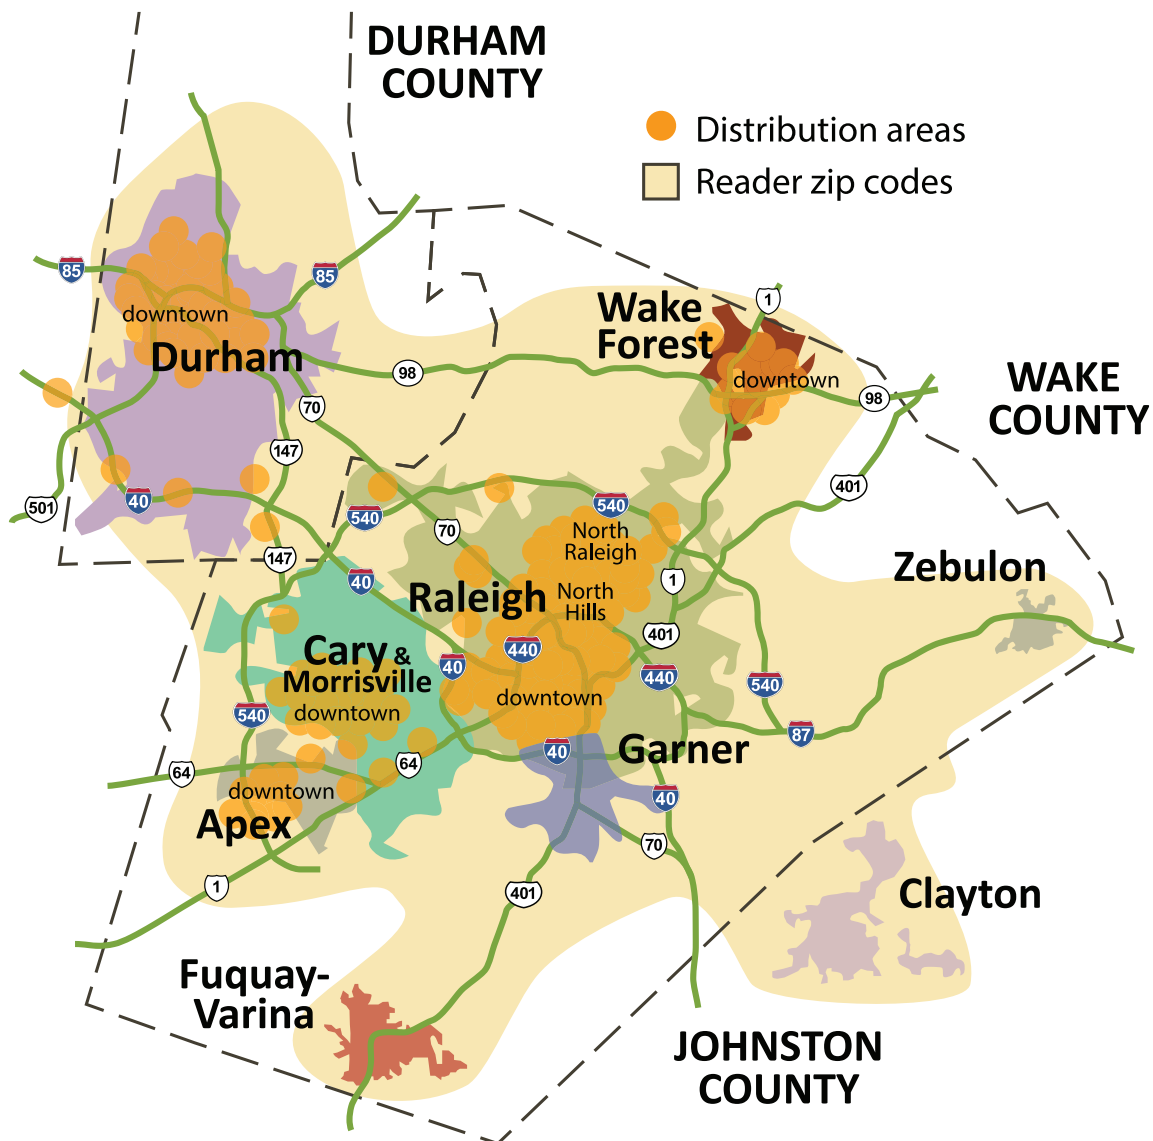 DURHAM
COUNTY
Distribution areas
Reader zip codes
85
85
downtown
Durham
Wake
Forest
1
downtown
98
98
WAKE
COUNTY
70
147
501
40
540
540
401
70
North
Raleigh
147
40
Raleigh
North
Hills
1
Zebulon
Cary &
Morrisville
downtown
440
401
40
440
540
downtown
540
87
64
64
40
Garner
downtown
Apex
40
70
1
401
Clayton
Fuquay-
Varina
JOHNSTON
COUNTY